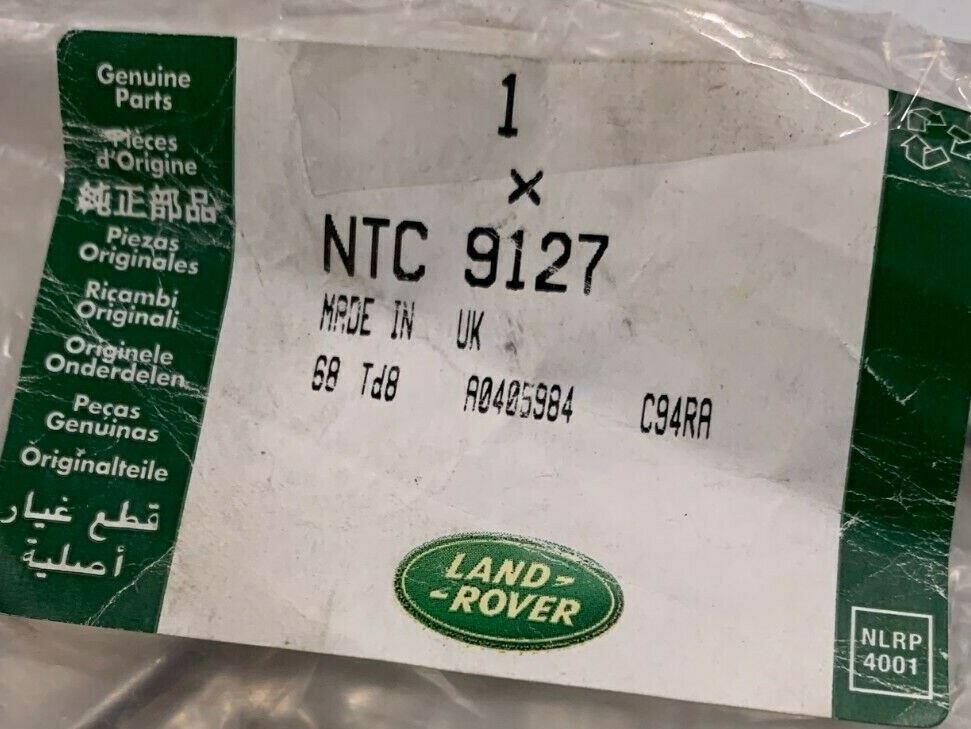 Genuine
Parts
Pièces
d'Origine
純正部品
Piezas
Originales
Ricambi
Originali
Originele
Onderdelen
Peças
Genuinas
Originalteile
قطع غيار
أصلية
1
x
NTC 9127
MADE IN UK
68 Td8 A0405984 C94RA
LAND-
-ROVER
NLRP
4001